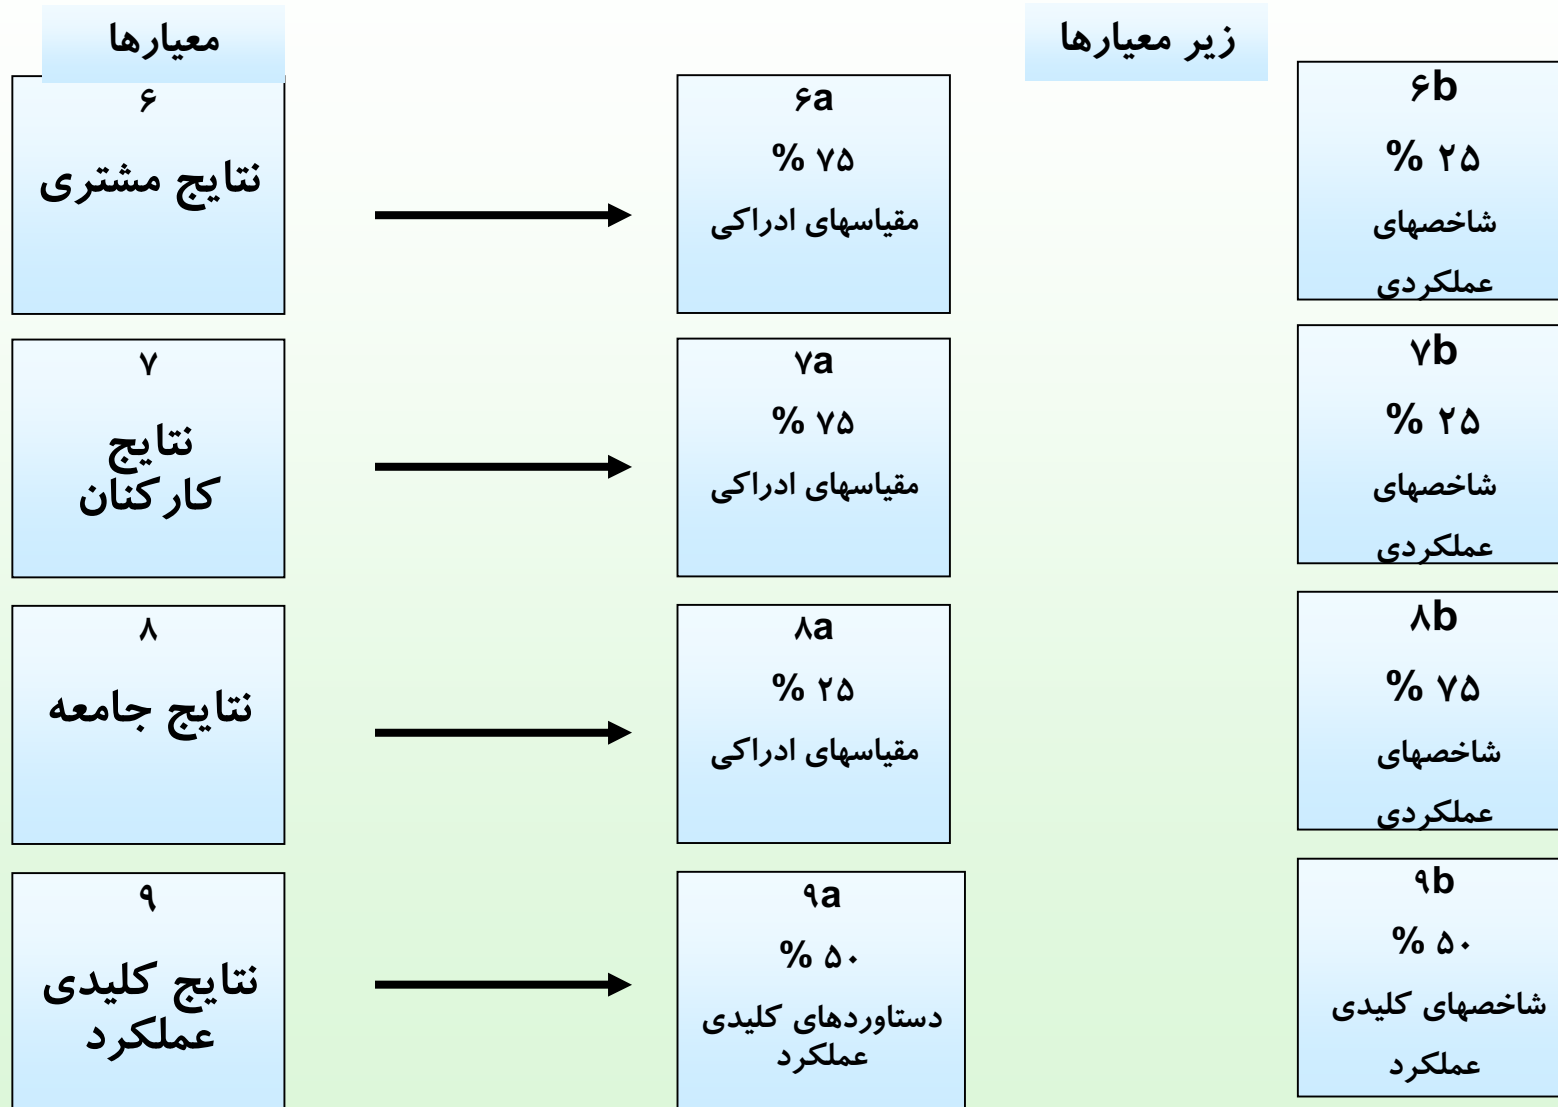 معیارها
زیر معیارها
۶
نتایج مشتری
۶a
% ۷۵
مقیاسهای ادراکی
۶b
% ۲۵
شاخصهای
عملکردی
۷
نتایج
کارکنان
۷a
% ۷۵
مقیاسهای ادراکی
۷b
% ۲۵
شاخصهای
عملکردی
۸
نتایج جامعه
۸a
% ۲۵
مقیاسهای ادراکی
۸b
% ۷۵
شاخصهای
عملکردی
۹
نتایج کلیدی
عملکرد
۹a
% ۵۰
دستاوردهای کلیدی
عملکرد
۹b
% ۵۰
شاخصهای کلیدی
عملکرد